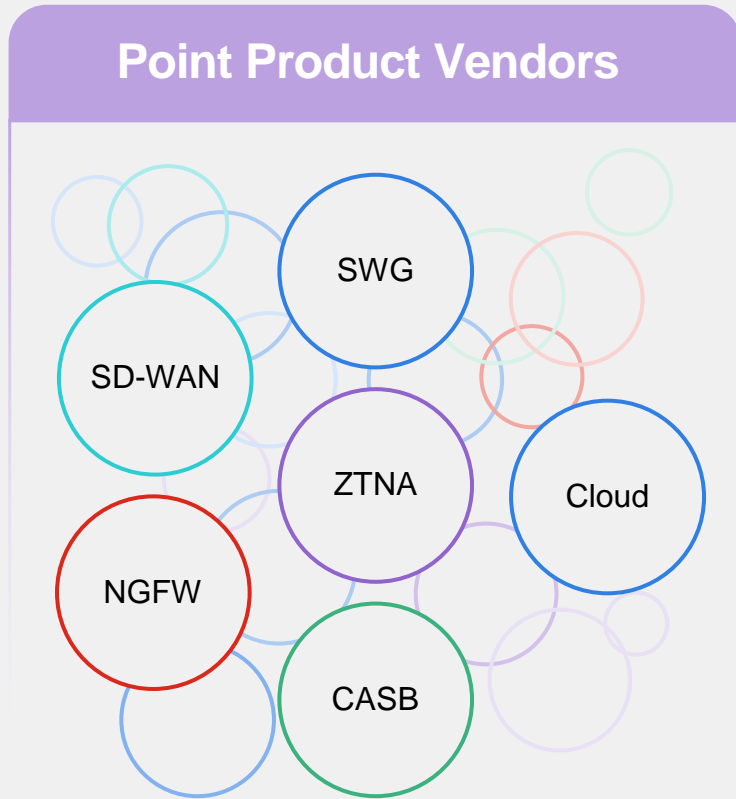 Point Product Vendors
SWG
SD-WAN
ZTNA
Cloud
NGFW
CASB